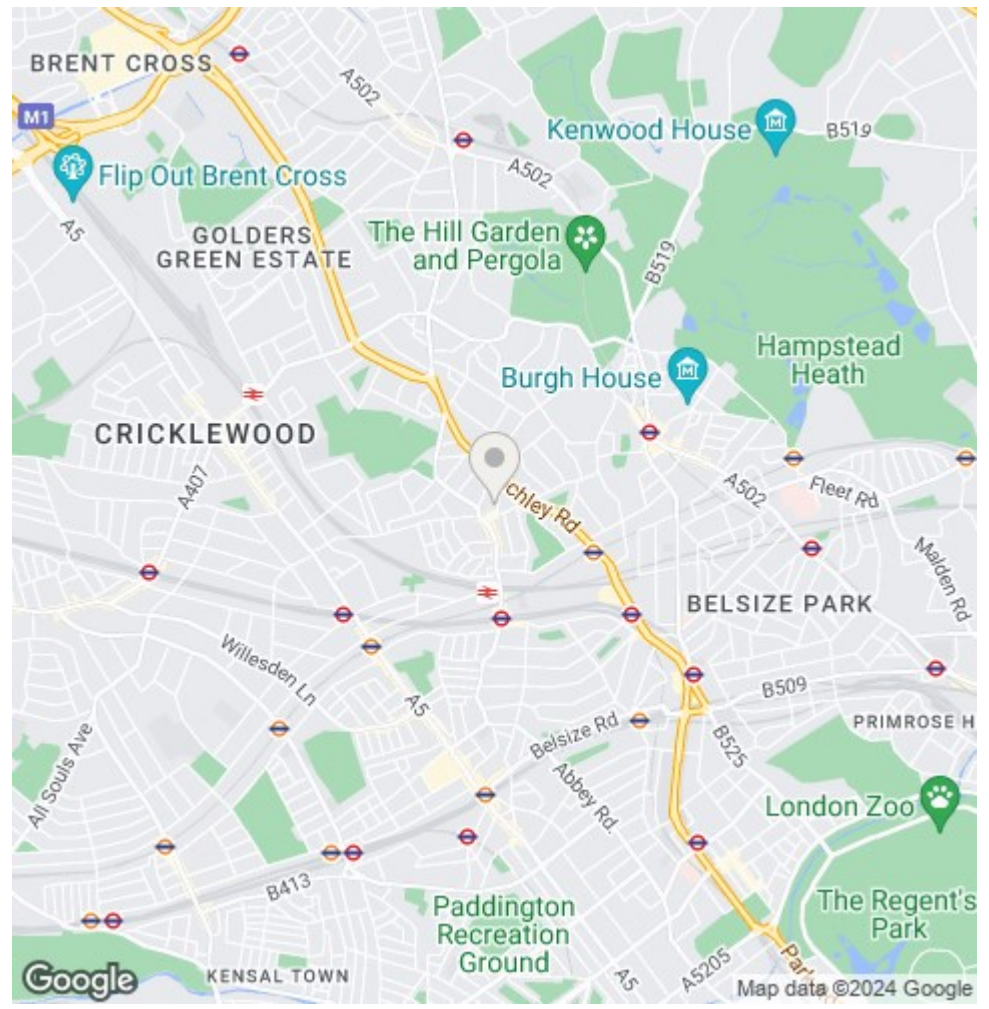 BRENT CROSS
A502
M1
Kenwood House
B519
Flip Out Brent Cross
A502
A5
GOLDERS
GREEN ESTATE
The Hill Garden
and Pergola
B519
Hampstead
Heath
Burgh House
CRICKLEWOOD
A407
A502
Fleet Rd
chley Rd
Malden Rd
BELSIZE PARK
Willesden Ln
A5
B509
PRIMROSE H
Belsize Rd
B525
All Souls Ave
Abbey Rd.
London Zoo
B413
Paddington
Recreation
Ground
The Regent's
Park
KENSAL TOWN
A5
A5205
Par
Google
Map data ©2024 Google